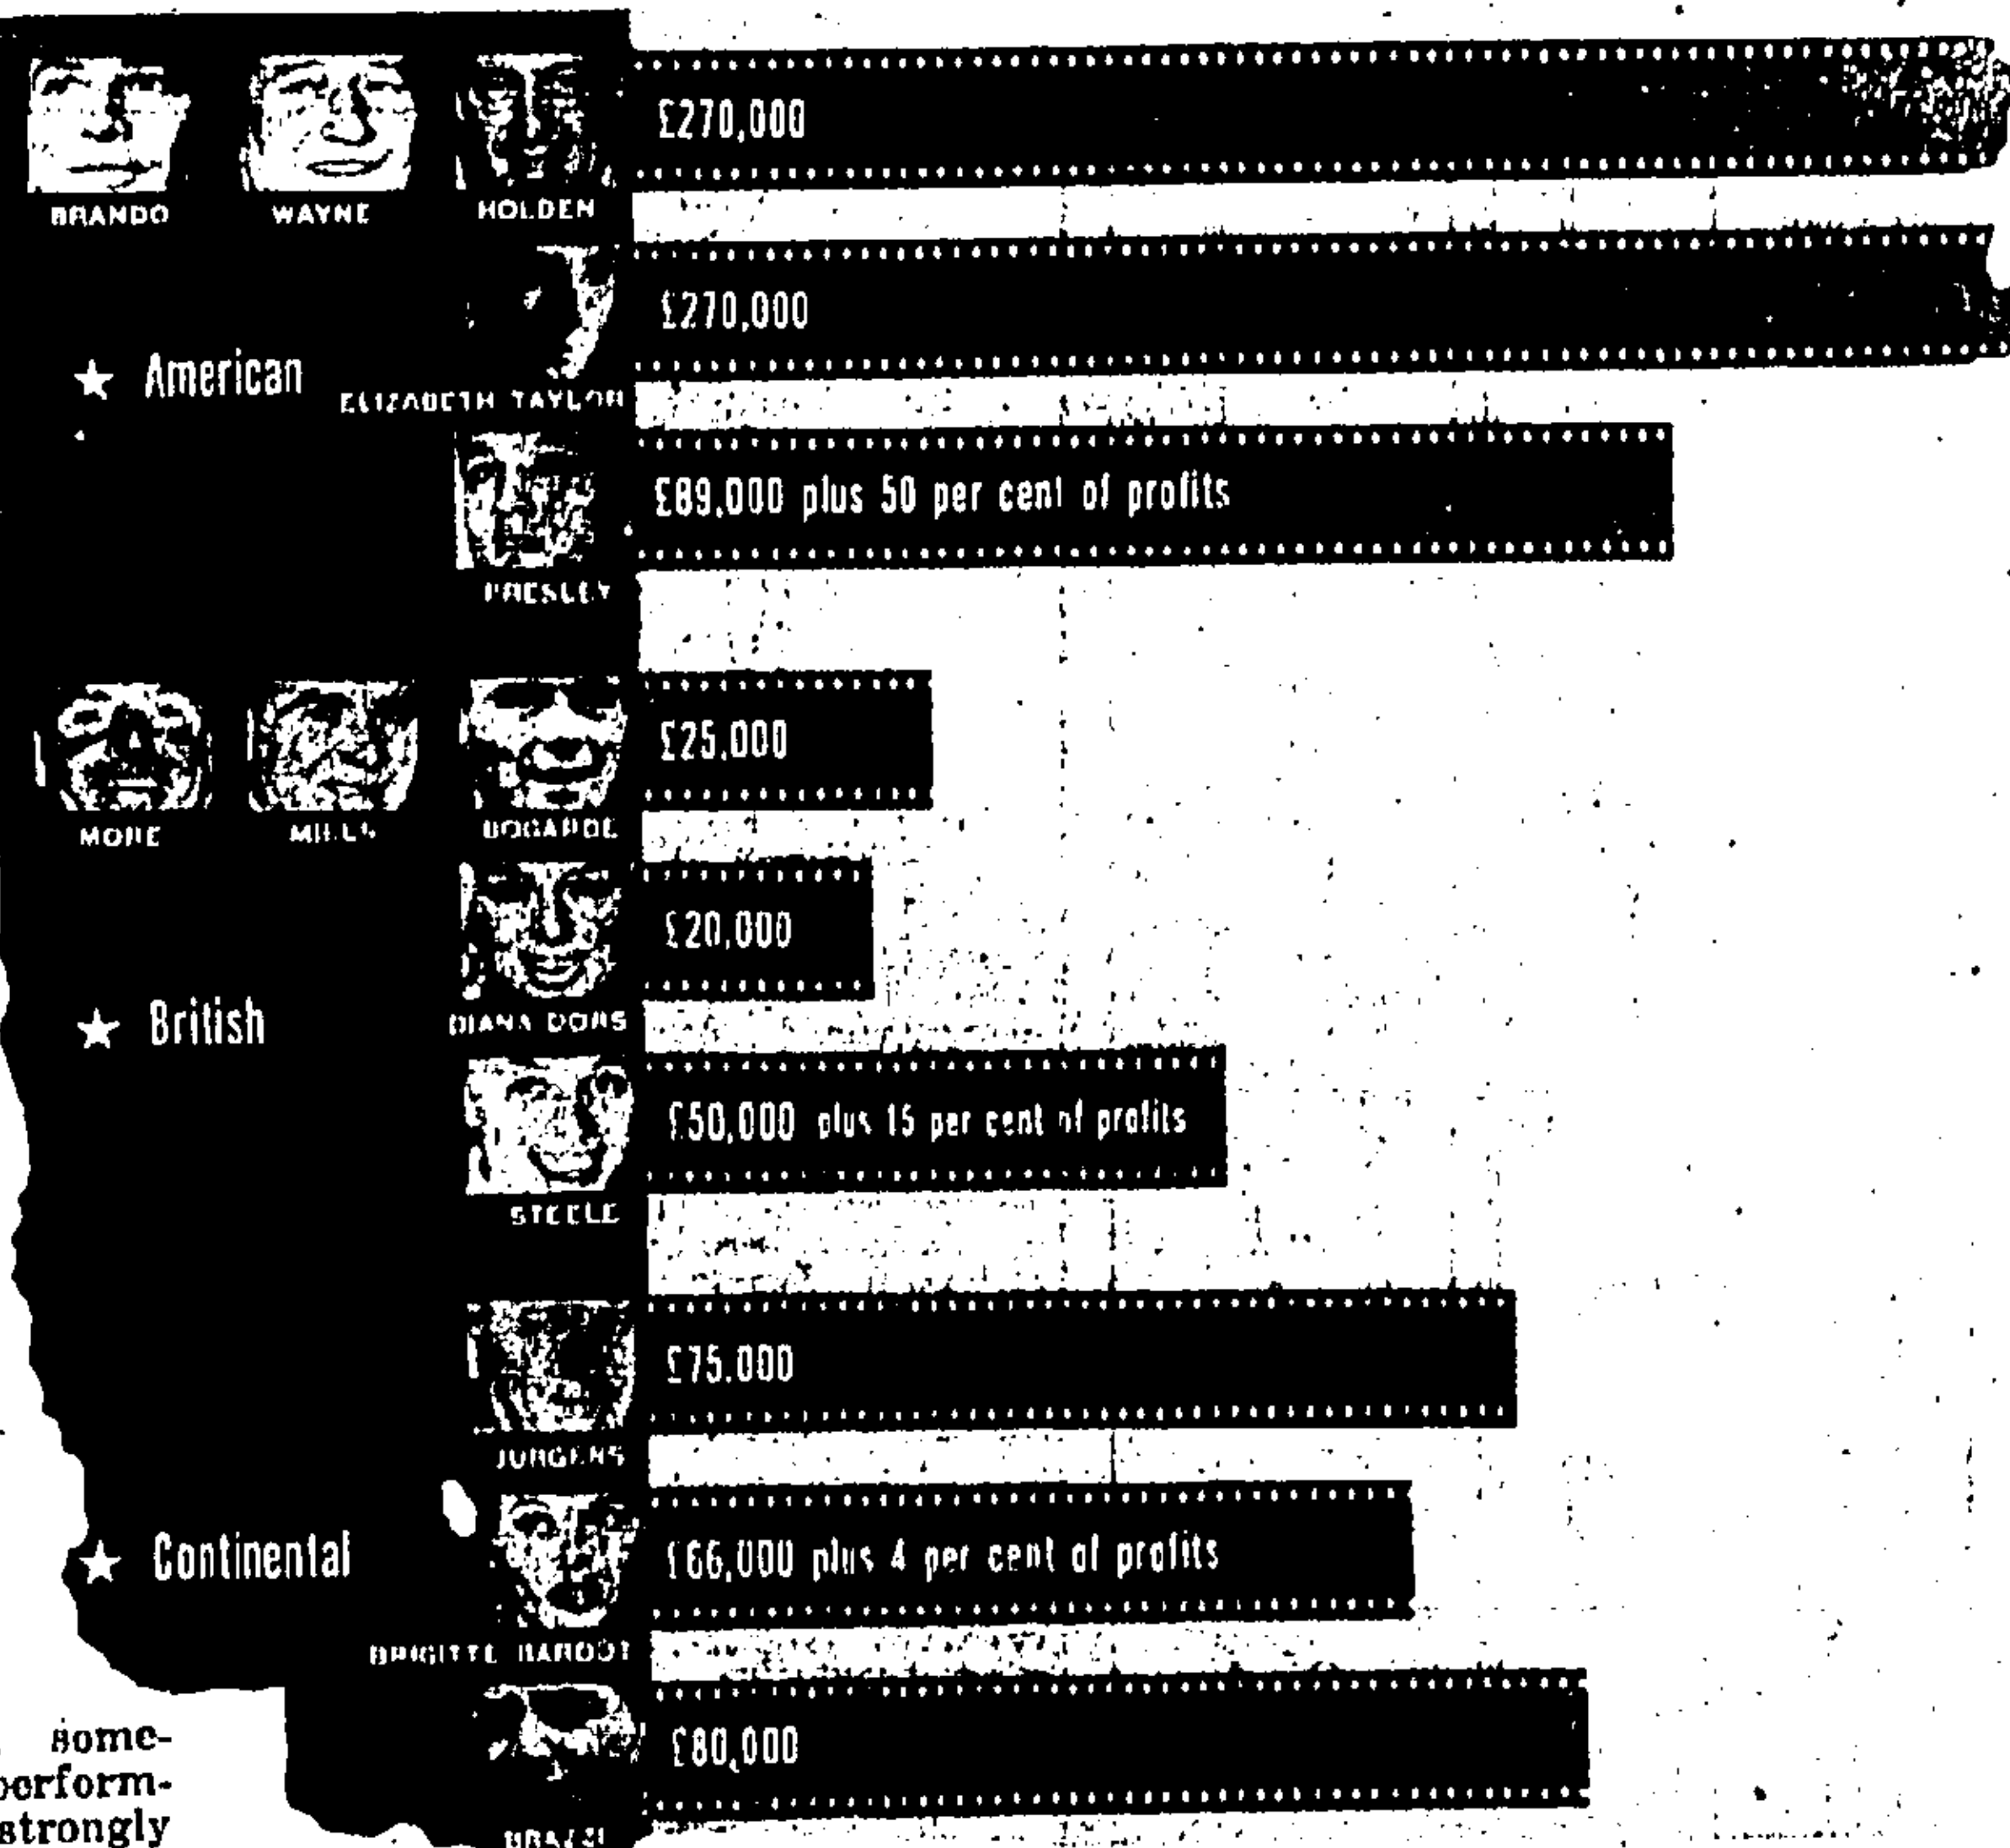 £270,000
BRANDO WAYNE HOLDEN
£270,000
★ American
ELIZABETH TAYLOR
£89,000 plus 50 per cent of profits
PRESLEY
£25,000
MORE MILLS BOGARDE
£20,000
★ British
DIANA DORS
£50,000 plus 15 per cent of profits
STEELE
£75,000
JURGENS
★ Continental
£66,000 plus 4 per cent of profits
BRIGITTE BARDOT
£80,000
some-
perform-
strongly